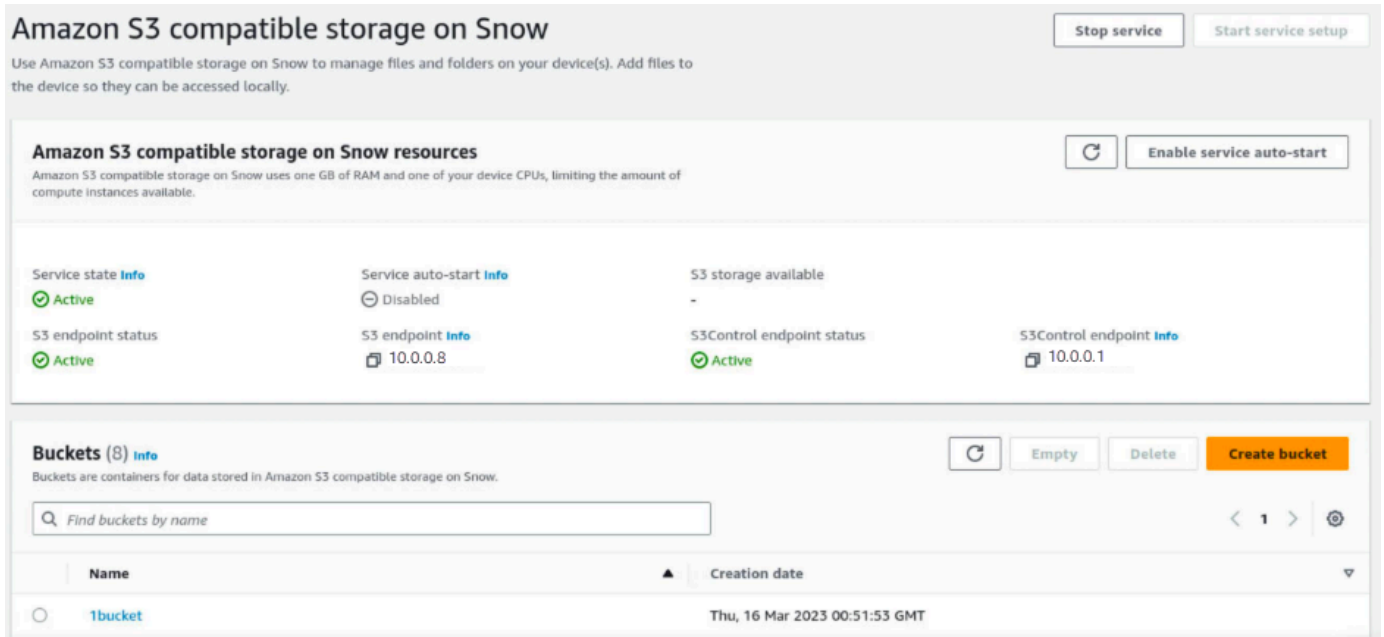 Amazon S3 compatible storage on Snow
Stop service
Start service setup
Use Amazon S3 compatible storage on Snow to manage files and folders on your device(s). Add files to
the device so they can be accessed locally.
Amazon S3 compatible storage on Snow resources
Enable service auto-start
Amazon S3 compatible storage on Snow uses one GB of RAM and one of your device CPUs, limiting the amount of
compute instances available.
Service state Info
Service auto-start Info
S3 storage available
Active
Disabled
-
S3 endpoint status
S3 endpoint Info
S3Control endpoint status
S3Control endpoint Info
Active
10.0.0.8
Active
10.0.0.1
Buckets (8) Info
Empty
Delete
Create bucket
Buckets are containers for data stored in Amazon S3 compatible storage on Snow.
Find buckets by name
1
Name
Creation date
1bucket
Thu, 16 Mar 2023 00:51:53 GMT